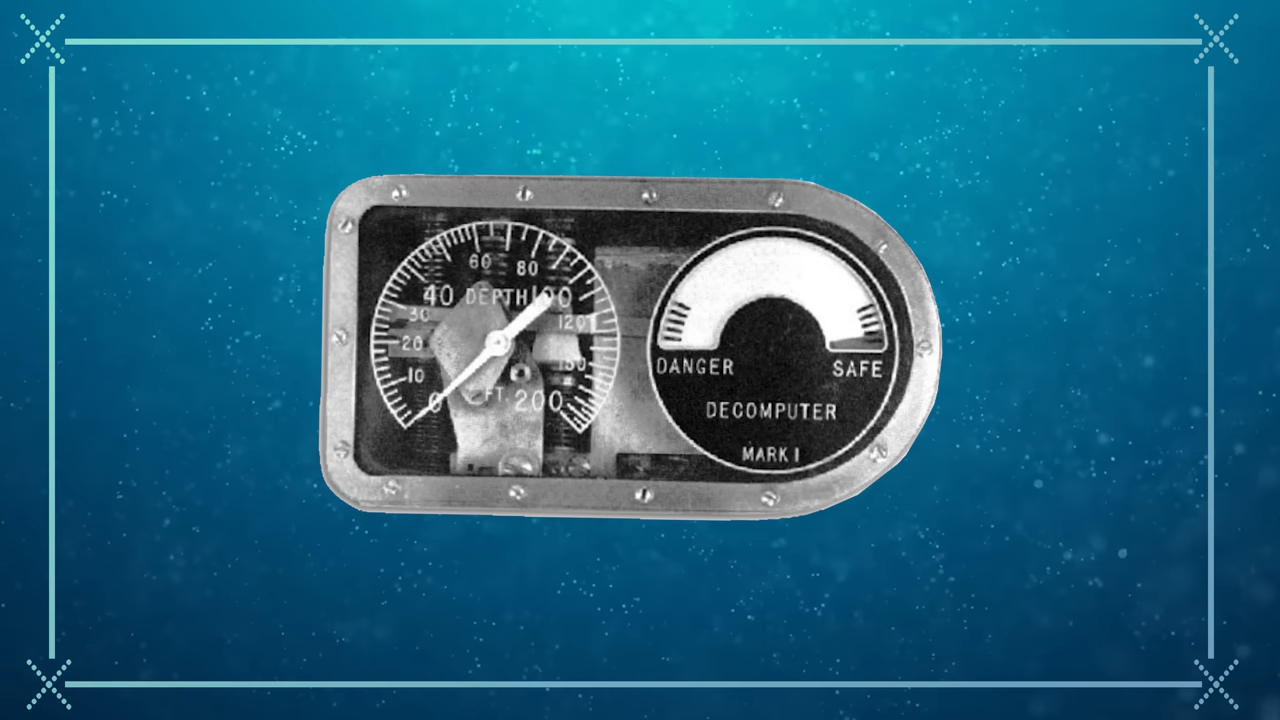 60 80
40 DEPTH 100
30 120
20
10 150
0 FT. 200
DANGER SAFE
DECOMPUTER
MARK I